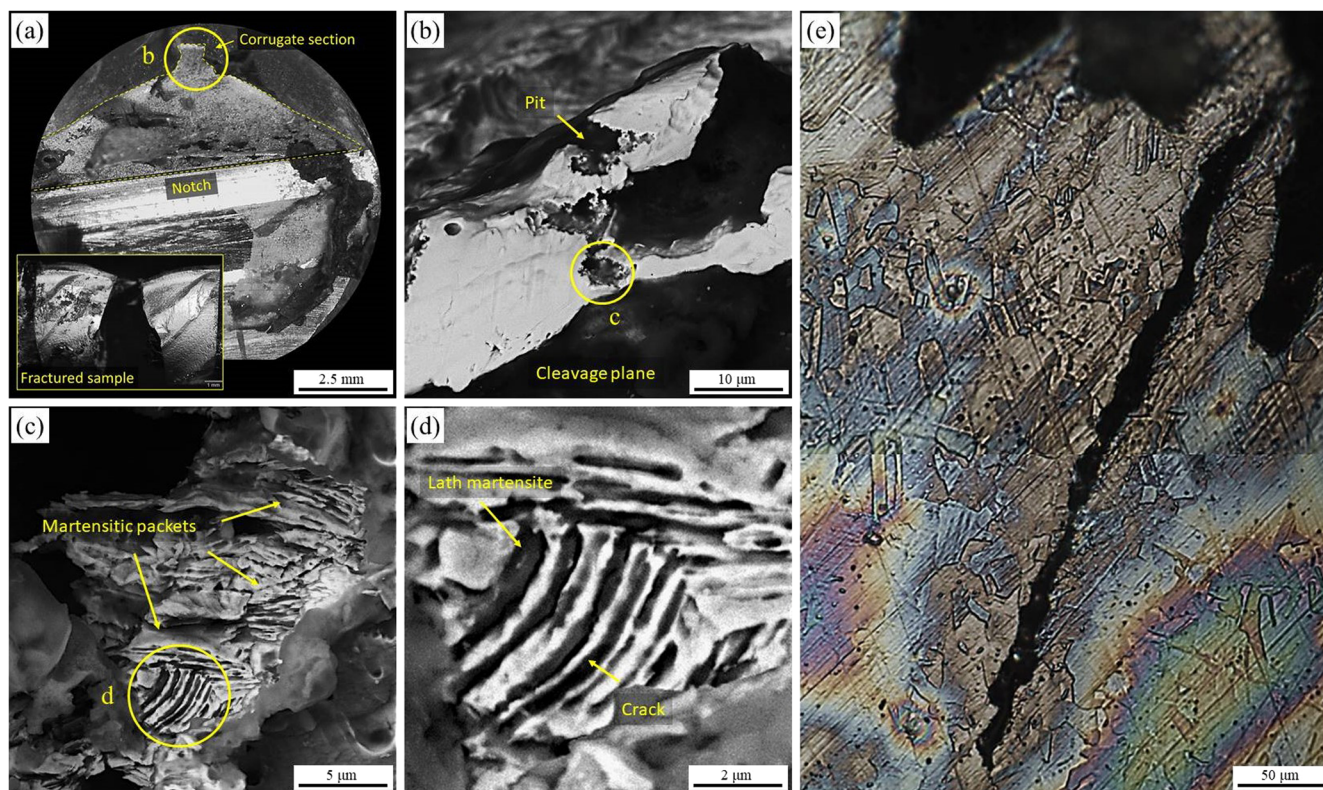 (a)
Corrugate section
b
Notch
Fractured sample
1 mm
2.5 mm
(b)
Pit
c
Cleavage plane
10 μm
(c)
Martensitic packets
d
5 μm
(d)
Lath martensite
Crack
2 μm
(e)
50 μm